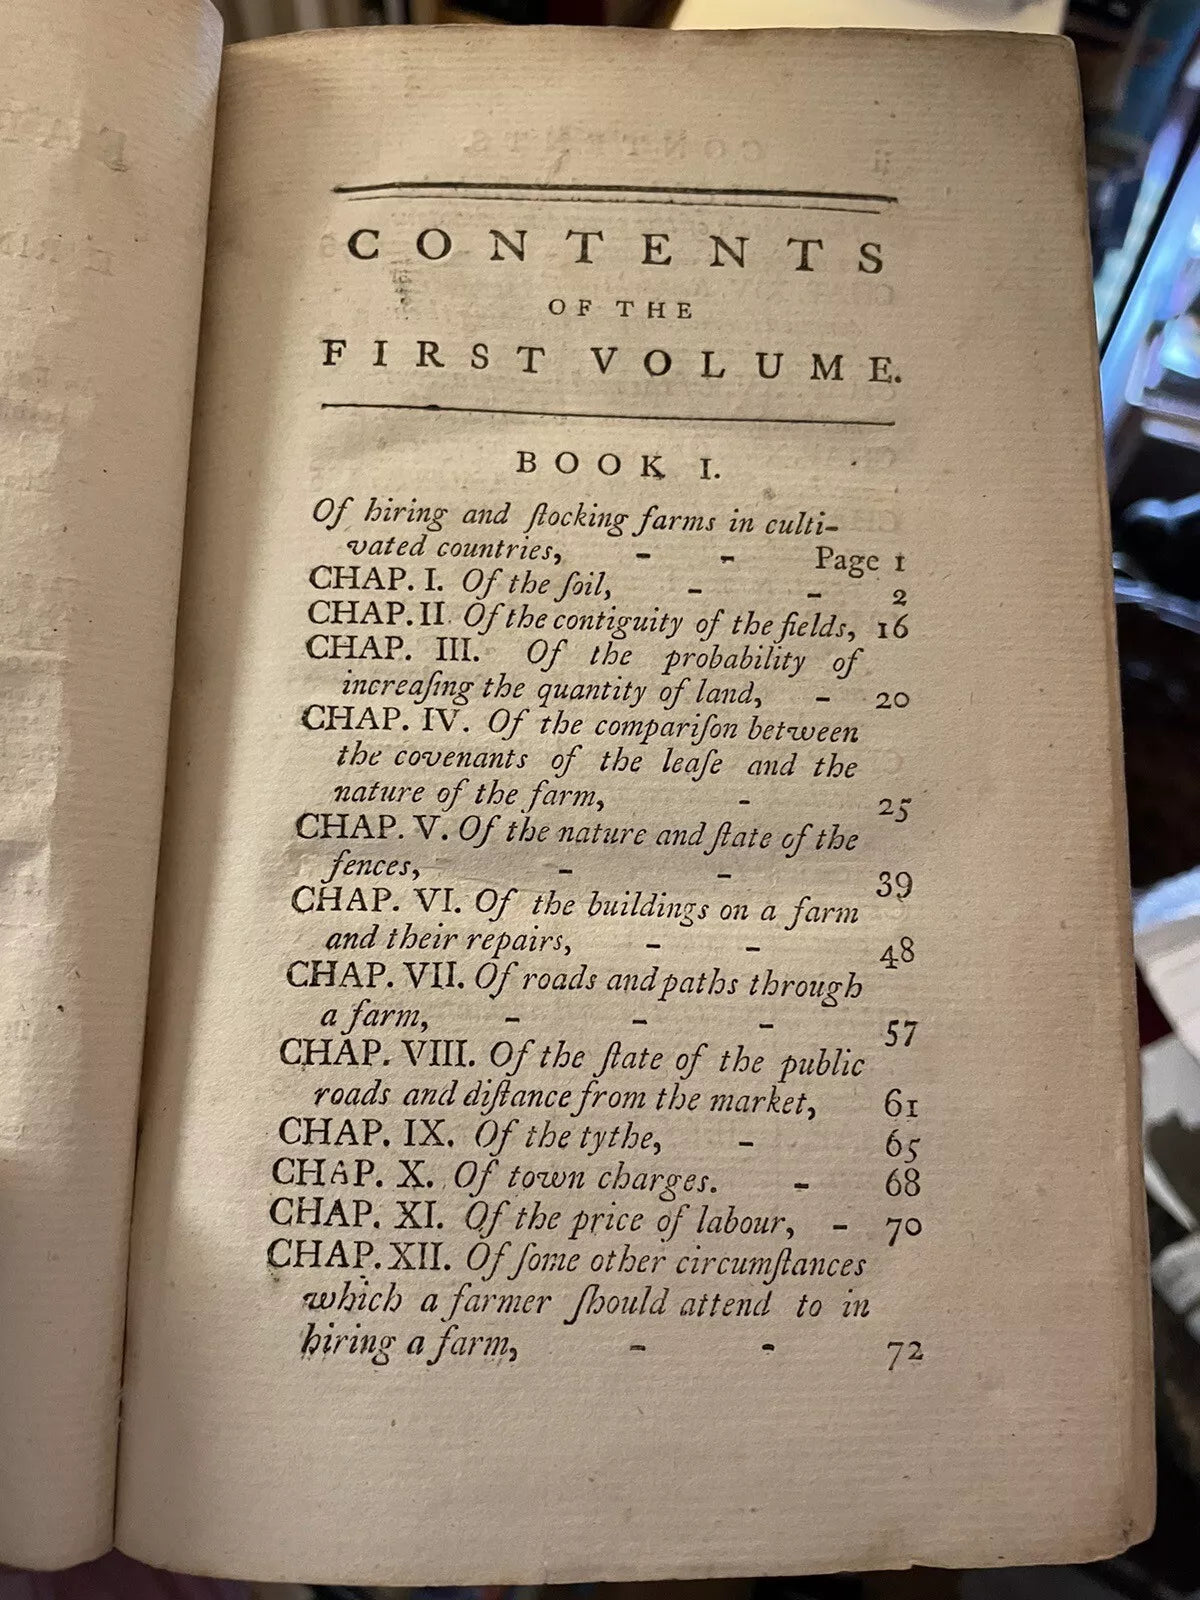 CONTENTS
OF THE
FIRST VOLUME.
BOOK I.
Of hiring and ſtocking farms in culti-
vated countries, - - Page 1
CHAP. I. Of the ſoil, - - 2
CHAP. II. Of the contiguity of the fields, 16
CHAP. III. Of the probability of
increaſing the quantity of land, - 20
CHAP. IV. Of the compariſon between
the covenants of the leaſe and the
nature of the farm, - 25
CHAP. V. Of the nature and ſtate of the
fences, - - 39
CHAP. VI. Of the buildings on a farm
and their repairs, - - 48
CHAP. VII. Of roads and paths through
a farm, - - - 57
CHAP. VIII. Of the ſtate of the public
roads and diſtance from the market, 61
CHAP. IX. Of the tythe, - 65
CHAP. X. Of town charges. - 68
CHAP. XI. Of the price of labour, - 70
CHAP. XII. Of ſome other circumſtances
which a farmer ſhould attend to in
hiring a farm, - - 72